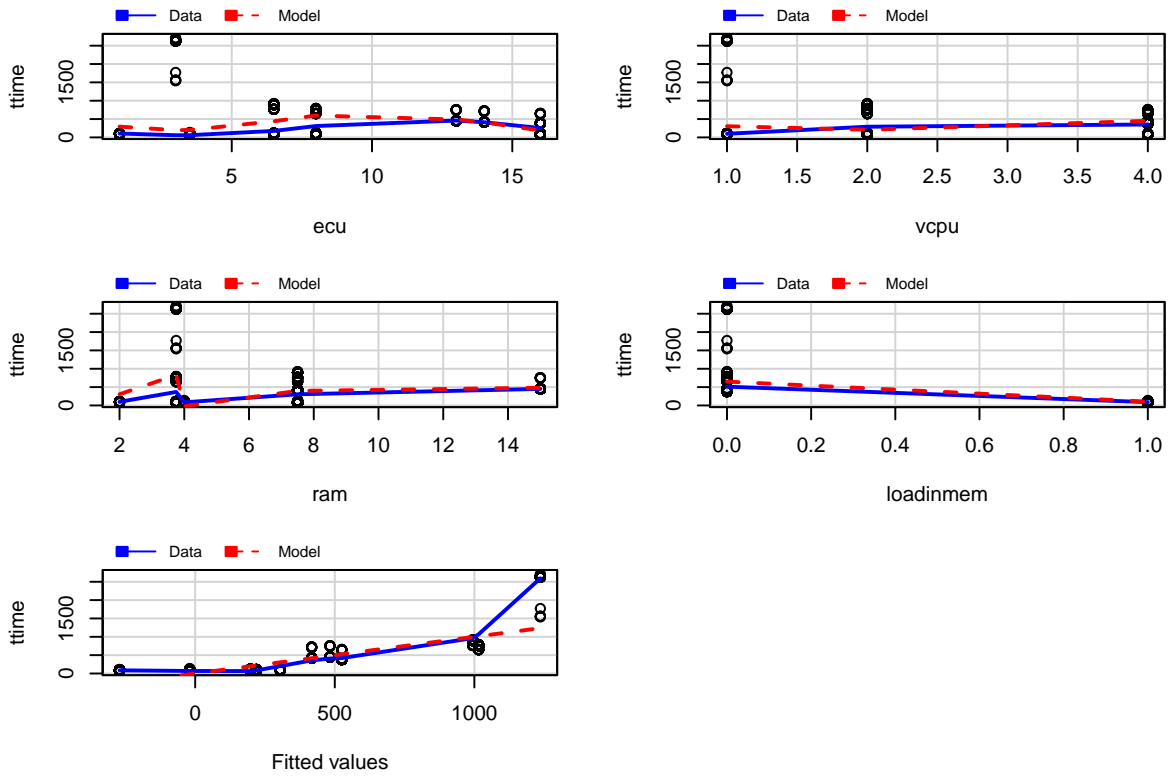 Data Model
ttime
0 1500
5 10 15
ecu
Data Model
ttime
0 1500
1.0 1.5 2.0 2.5 3.0 3.5 4.0
vcpu
Data Model
ttime
0 1500
2 4 6 8 10 12 14
ram
Data Model
ttime
0 1500
0.0 0.2 0.4 0.6 0.8 1.0
loadinmem
Data Model
ttime
0 1500
0 500 1000
Fitted values